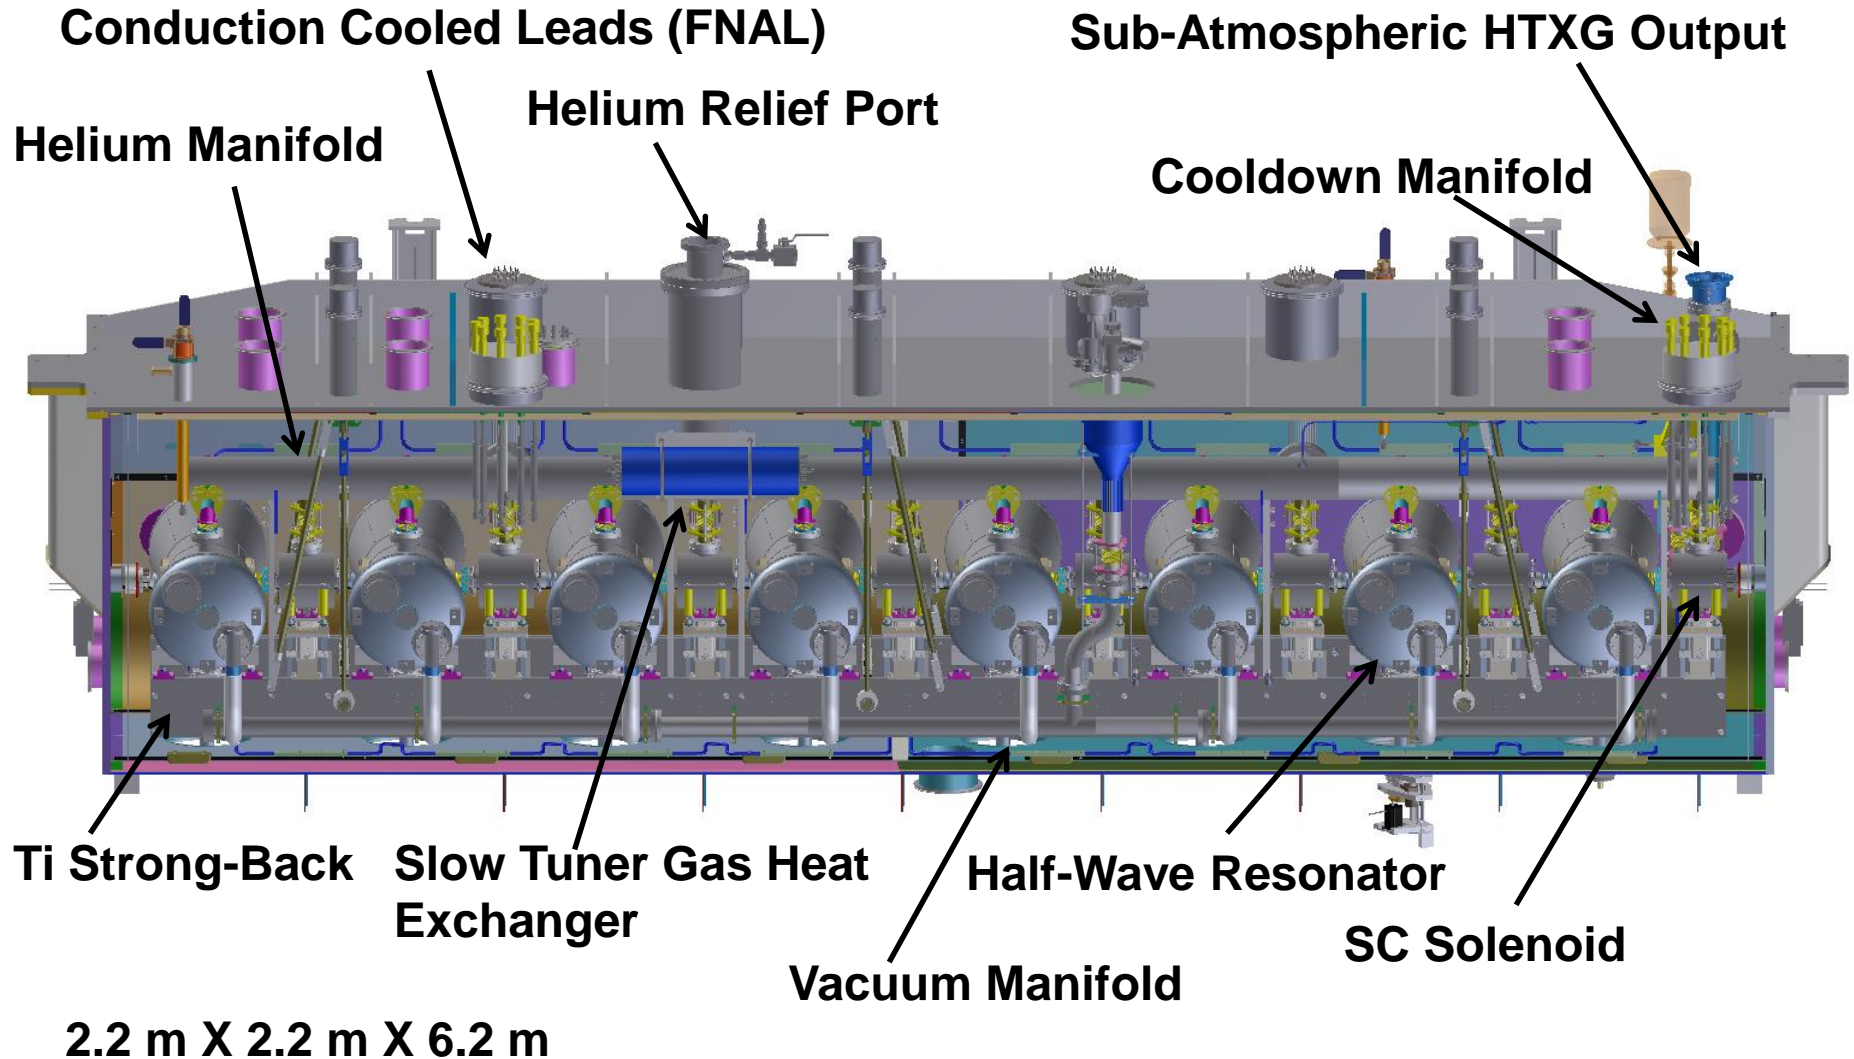 Conduction Cooled Leads (FNAL)
Sub-Atmospheric HTXG Output
Helium Relief Port
Helium Manifold
Cooldown Manifold
Ti Strong-Back
Slow Tuner Gas Heat
Exchanger
Half-Wave Resonator
SC Solenoid
Vacuum Manifold
2.2 m X 2.2 m X 6.2 m